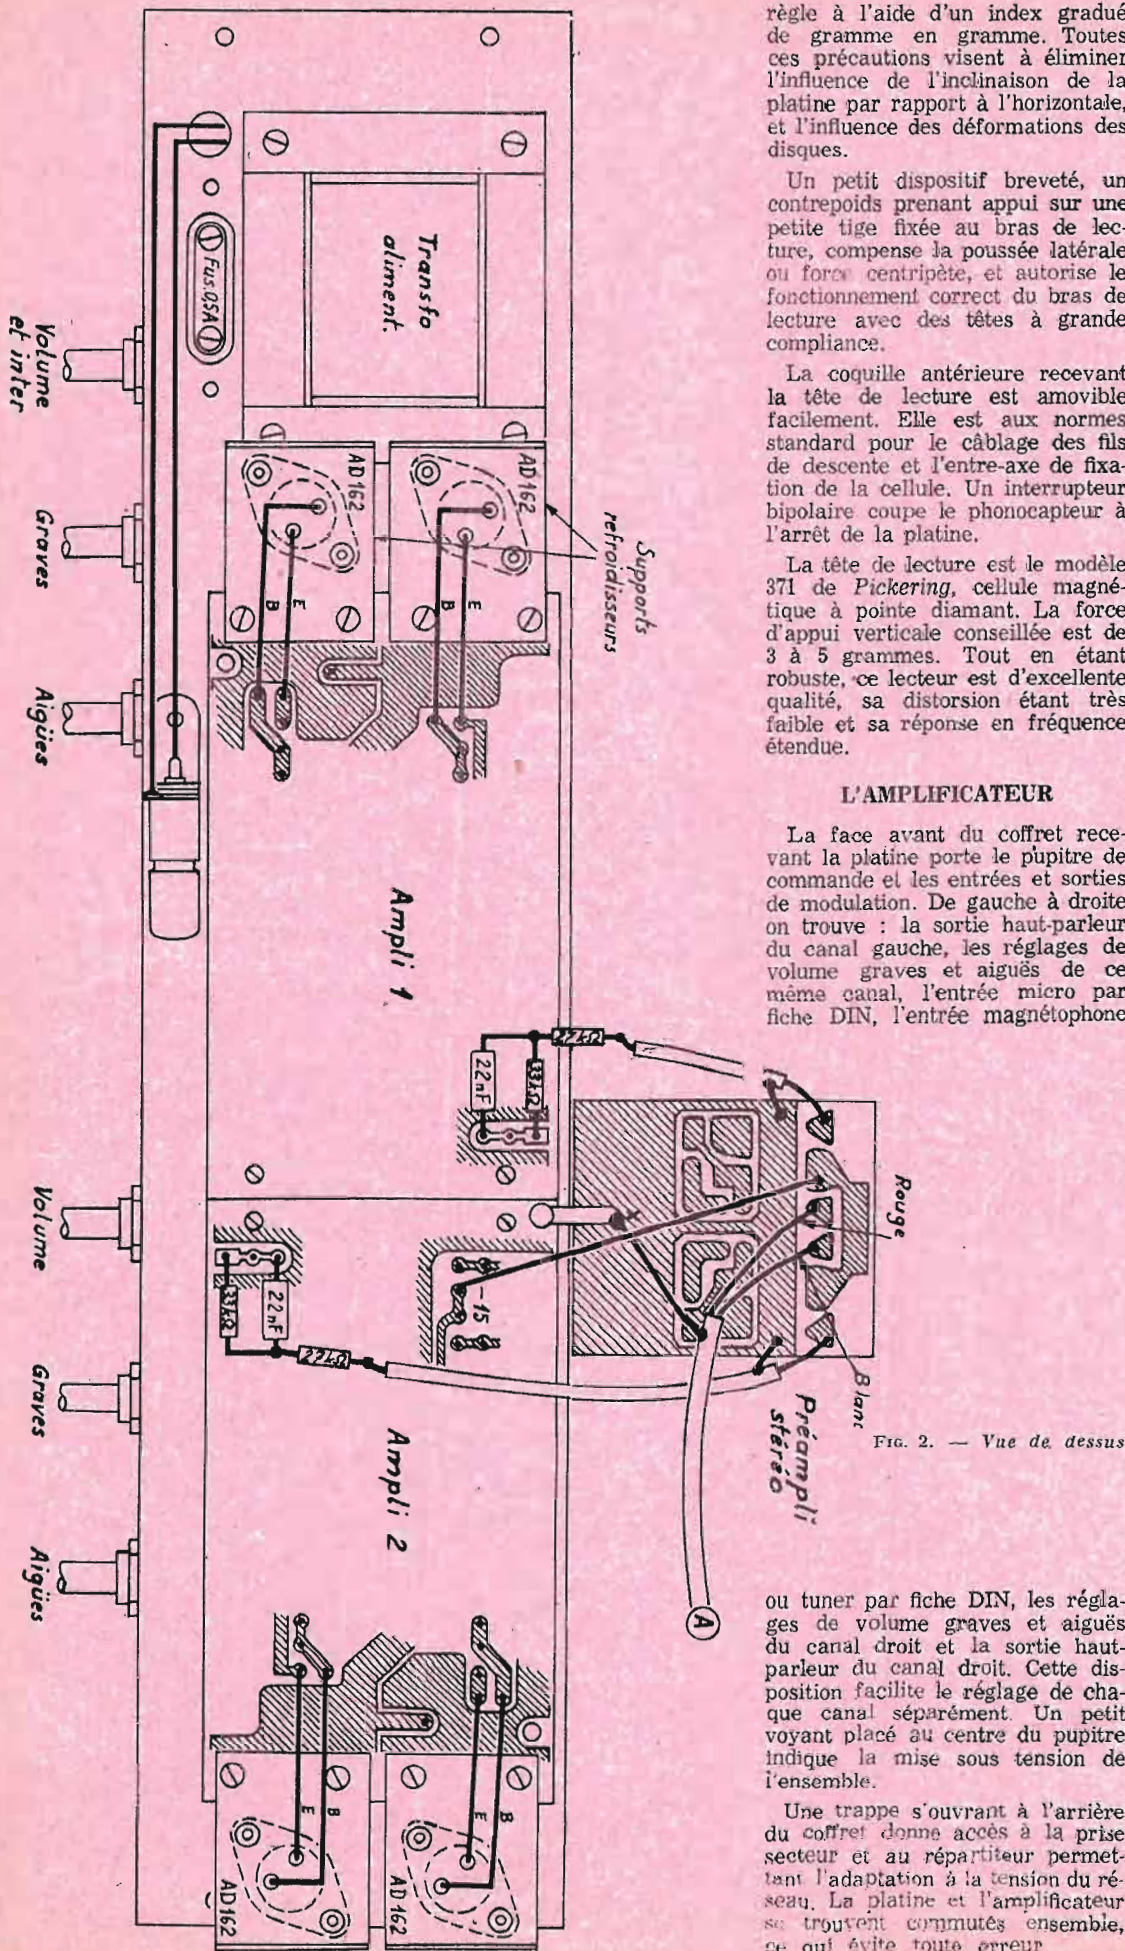 règle à l'aide d'un index gradué
de gramme en gramme. Toutes
ces précautions visent à éliminer
l'influence de l'inclinaison de la
platine par rapport à l'horizontale,
et l'influence des déformations des
disques.
Un petit dispositif breveté, un
contrepoids prenant appui sur une
petite tige fixée au bras de lec-
ture, compense la poussée latérale
ou force centripète, et autorise le
fonctionnement correct du bras de
lecture avec des têtes à grande
compliance.
La coquille antérieure recevant
la tête de lecture est amovible
facilement. Elle est aux normes
standard pour le câblage des fils
de descente et l'entre-axe de fixa-
tion de la cellule. Un interrupteur
bipolaire coupe le phonocapteur à
l'arrêt de la platine.
La tête de lecture est le modèle
371 de Pickering, cellule magné-
tique à pointe diamant. La force
d'appui verticale conseillée est de
3 à 5 grammes. Tout en étant
robuste, ce lecteur est d'excellente
qualité, sa distorsion étant très
faible et sa réponse en fréquence
étendue.
L'AMPLIFICATEUR
La face avant du coffret rece-
vant la platine porte le pupitre de
commande et les entrées et sorties
de modulation. De gauche à droite
on trouve : la sortie haut-parleur
du canal gauche, les réglages de
volume graves et aiguës de ce
même canal, l'entrée micro par
fiche DIN, l'entrée magnétophone
ou tuner par fiche DIN, les régla-
ges de volume graves et aiguës
du canal droit et la sortie haut-
parleur du canal droit. Cette dis-
position facilite le réglage de cha-
que canal séparément. Un petit
voyant placé au centre du pupitre
indique la mise sous tension de
l'ensemble.
Une trappe s'ouvrant à l'arrière
du coffret donne accès à la prise
secteur et au répartiteur permet-
tant l'adaptation à la tension du ré-
seau. La platine et l'amplificateur
se trouvent commutés ensemble,
ce qui évite toute erreur
FIG. 2. — Vue de dessus
Transfo
aliment.
Fus.0,5A
Volume
et inter
Graves
Aigües
AD162
B
E
AD162
B
E
Supports
refroidisseurs
Ampli 1
22nF
33kΩ
Rouge
Blanc
Préampli
stéréo
-15
33kΩ
22nF
Volume
Graves
Aigües
Ampli 2
A
E
B
AD162
E
B
AD162